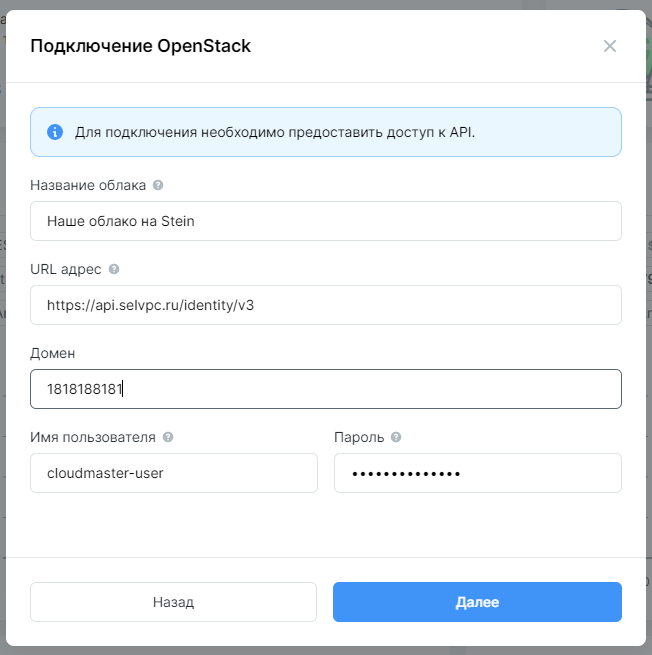 Подключение OpenStack
Для подключения необходимо предоставить доступ к API.
Название облака
Наше облако на Stein
URL адрес
https://api.selvpc.ru/identity/v3
Домен
1818188181
Имя пользователя
Пароль
cloudmaster-user
••••••••••••••
Назад
Далее